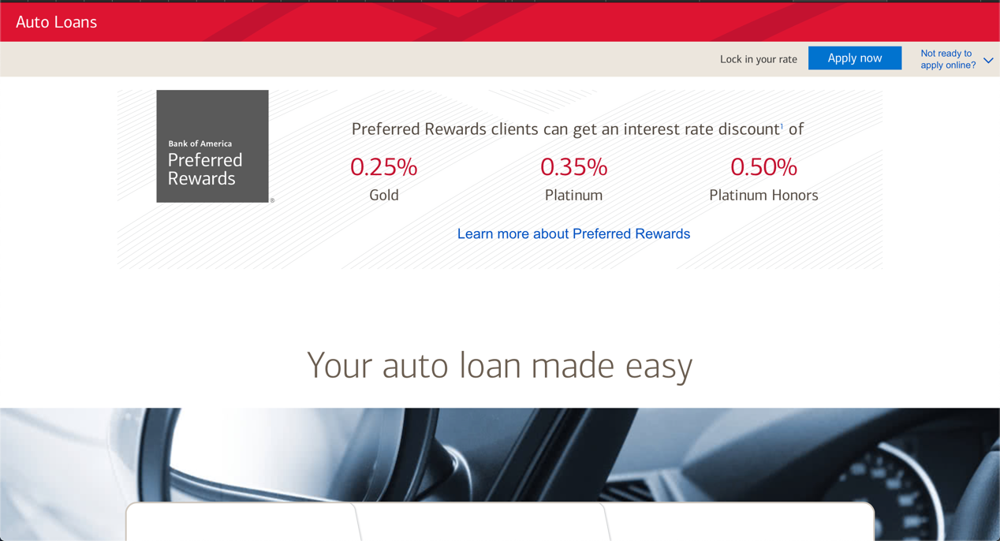 Auto Loans
Lock in your rate
Apply now
Not ready to
apply online?
Bank of America
Preferred
Rewards
®
Preferred Rewards clients can get an interest rate discount¹ of
0.25%
0.35%
0.50%
Gold
Platinum
Platinum Honors
Learn more about Preferred Rewards
Your auto loan made easy